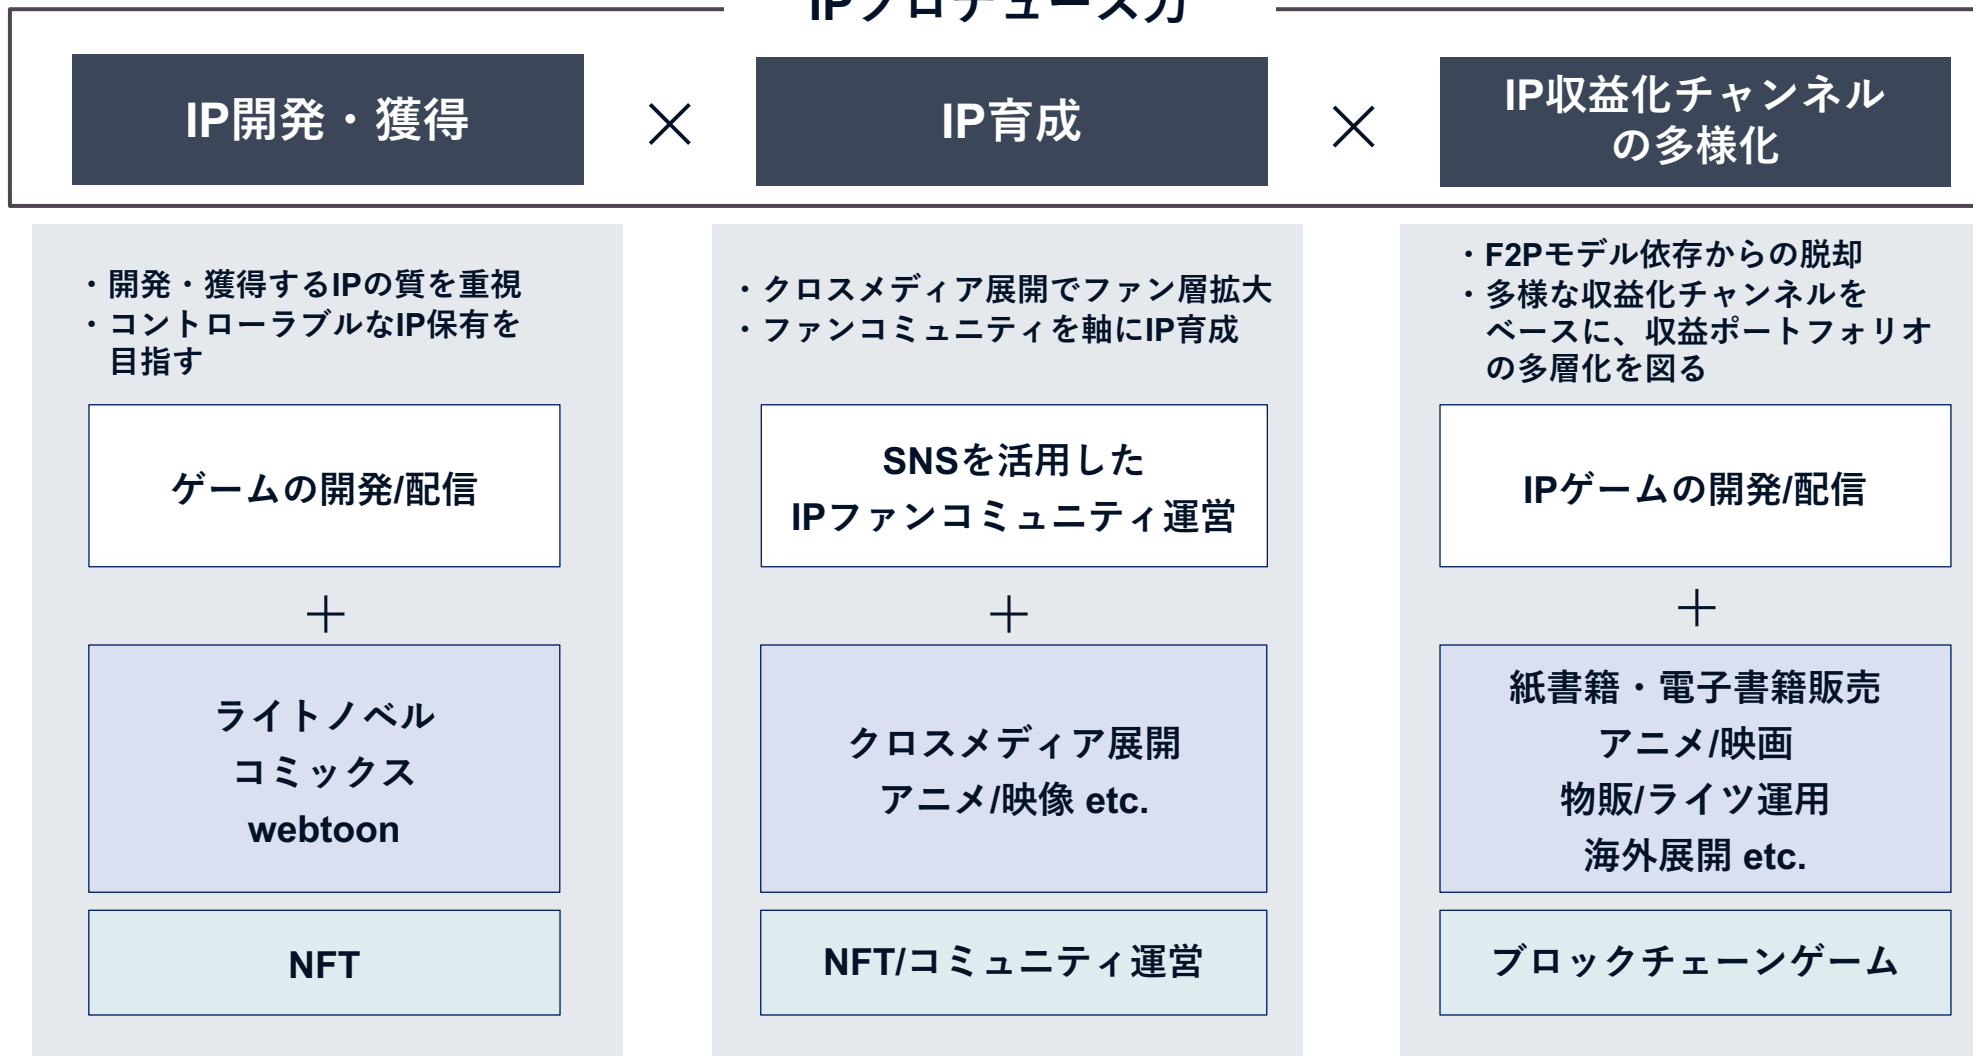 IPプロデュース力
IP開発・獲得
×
IP育成
×
IP収益化チャンネル
の多様化
・開発・獲得するIPの質を重視
・コントローラブルなIP保有を
目指す
ゲームの開発/配信
＋
ライトノベル
コミックス
webtoon
NFT
・クロスメディア展開でファン層拡大
・ファンコミュニティを軸にIP育成
SNSを活用した
IPファンコミュニティ運営
＋
クロスメディア展開
アニメ/映像 etc.
NFT/コミュニティ運営
・F2Pモデル依存からの脱却
・多様な収益化チャンネルを
ベースに、収益ポートフォリオ
の多層化を図る
IPゲームの開発/配信
＋
紙書籍・電子書籍販売
アニメ/映画
物販/ライツ運用
海外展開 etc.
ブロックチェーンゲーム